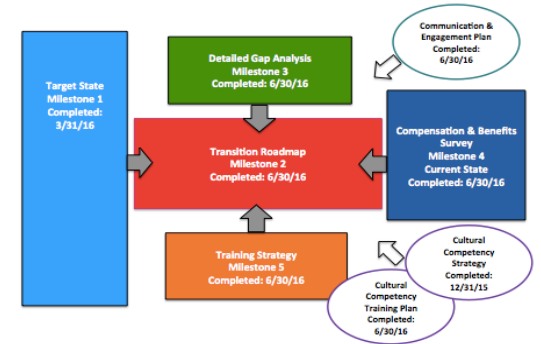 Target State
Milestone 1
Completed:
3/31/16
Detailed Gap Analysis
Milestone 3
Completed: 6/30/16
Communication &
Engagement Plan
Completed:
6/30/16
Transition Roadmap
Milestone 2
Completed: 6/30/16
Compensation & Benefits
Survey
Milestone 4
Current State
Completed: 6/30/16
Training Strategy
Milestone 5
Completed: 6/30/16
Cultural
Competency
Strategy
Completed:
12/31/15
Cultural
Competency
Training Plan
Completed:
6/30/16